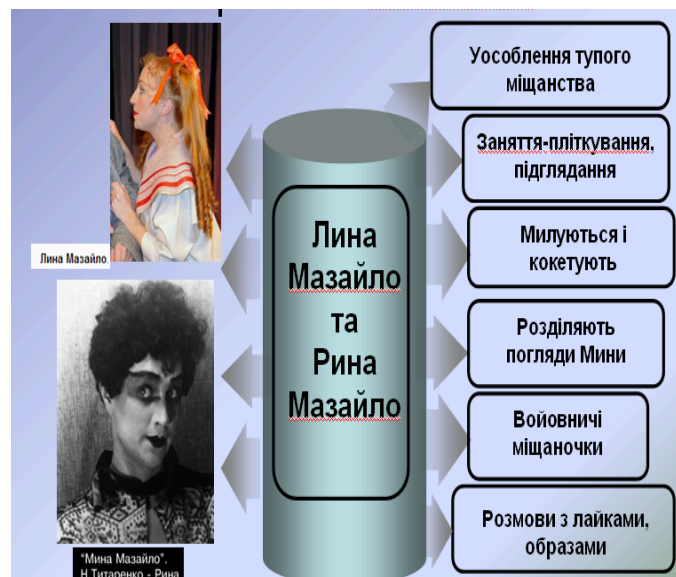 Лина Мазайло.
"Мина Мазайло".
Н.Титаренко - Рина
Лина
Мазайло
та
Рина
Мазайло
Уособлення тупого
міщанства
Заняття-пліткування,
підглядання
Милуються і
кокетують
Розділяють
погляди Мини
Войовничі
міщаночки
Розмови з лайками,
образами